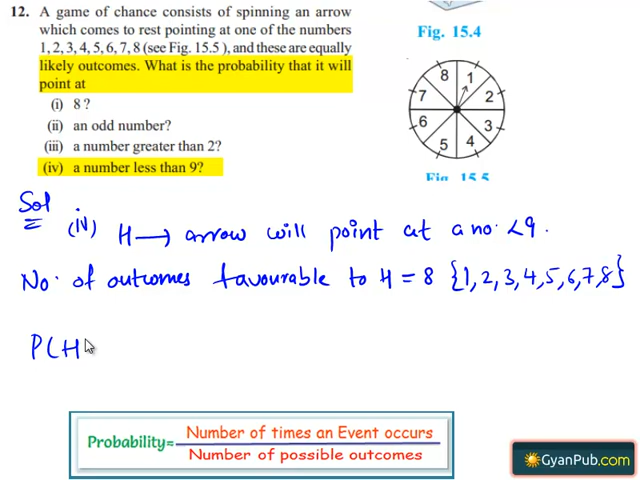 12. A game of chance consists of spinning an arrow
which comes to rest pointing at one of the numbers
1, 2, 3, 4, 5, 6, 7, 8 (see Fig. 15.5 ), and these are equally
likely outcomes. What is the probability that it will
point at
(i) 8 ?
(ii) an odd number?
(iii) a number greater than 2?
(iv) a number less than 9?
Fig. 15.4
8 1
7 2
6 3
5 4
Fig. 15.5
Sol
(iv) H → arrow will point at a no. <9.
No. of outcomes favourable to H = 8 {1,2,3,4,5,6,7,8}
P(H
Probability= Number of times an Event occurs
Number of possible outcomes
GyanPub.com